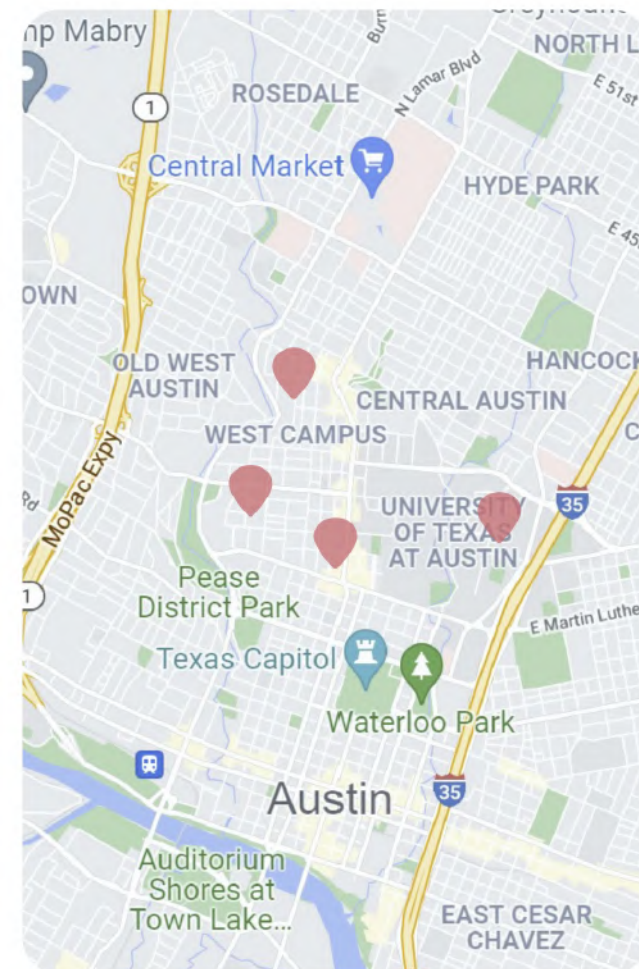 mp Mabry
NORTH L
Burn
N Lamar Blvd
E 51st
1
ROSEDALE
Central Market
HYDE PARK
E 45
OWN
OLD WEST
AUSTIN
HANCOCK
CENTRAL AUSTIN
WEST CAMPUS
C
MoPac Expy
Rd
UNIVERSITY
OF TEXAS
AT AUSTIN
35
Pease
District Park
1
E Martin Luthe
Texas Capitol
Waterloo Park
Austin
35
Auditorium
Shores at
Town Lake...
EAST CESAR
CHAVEZ